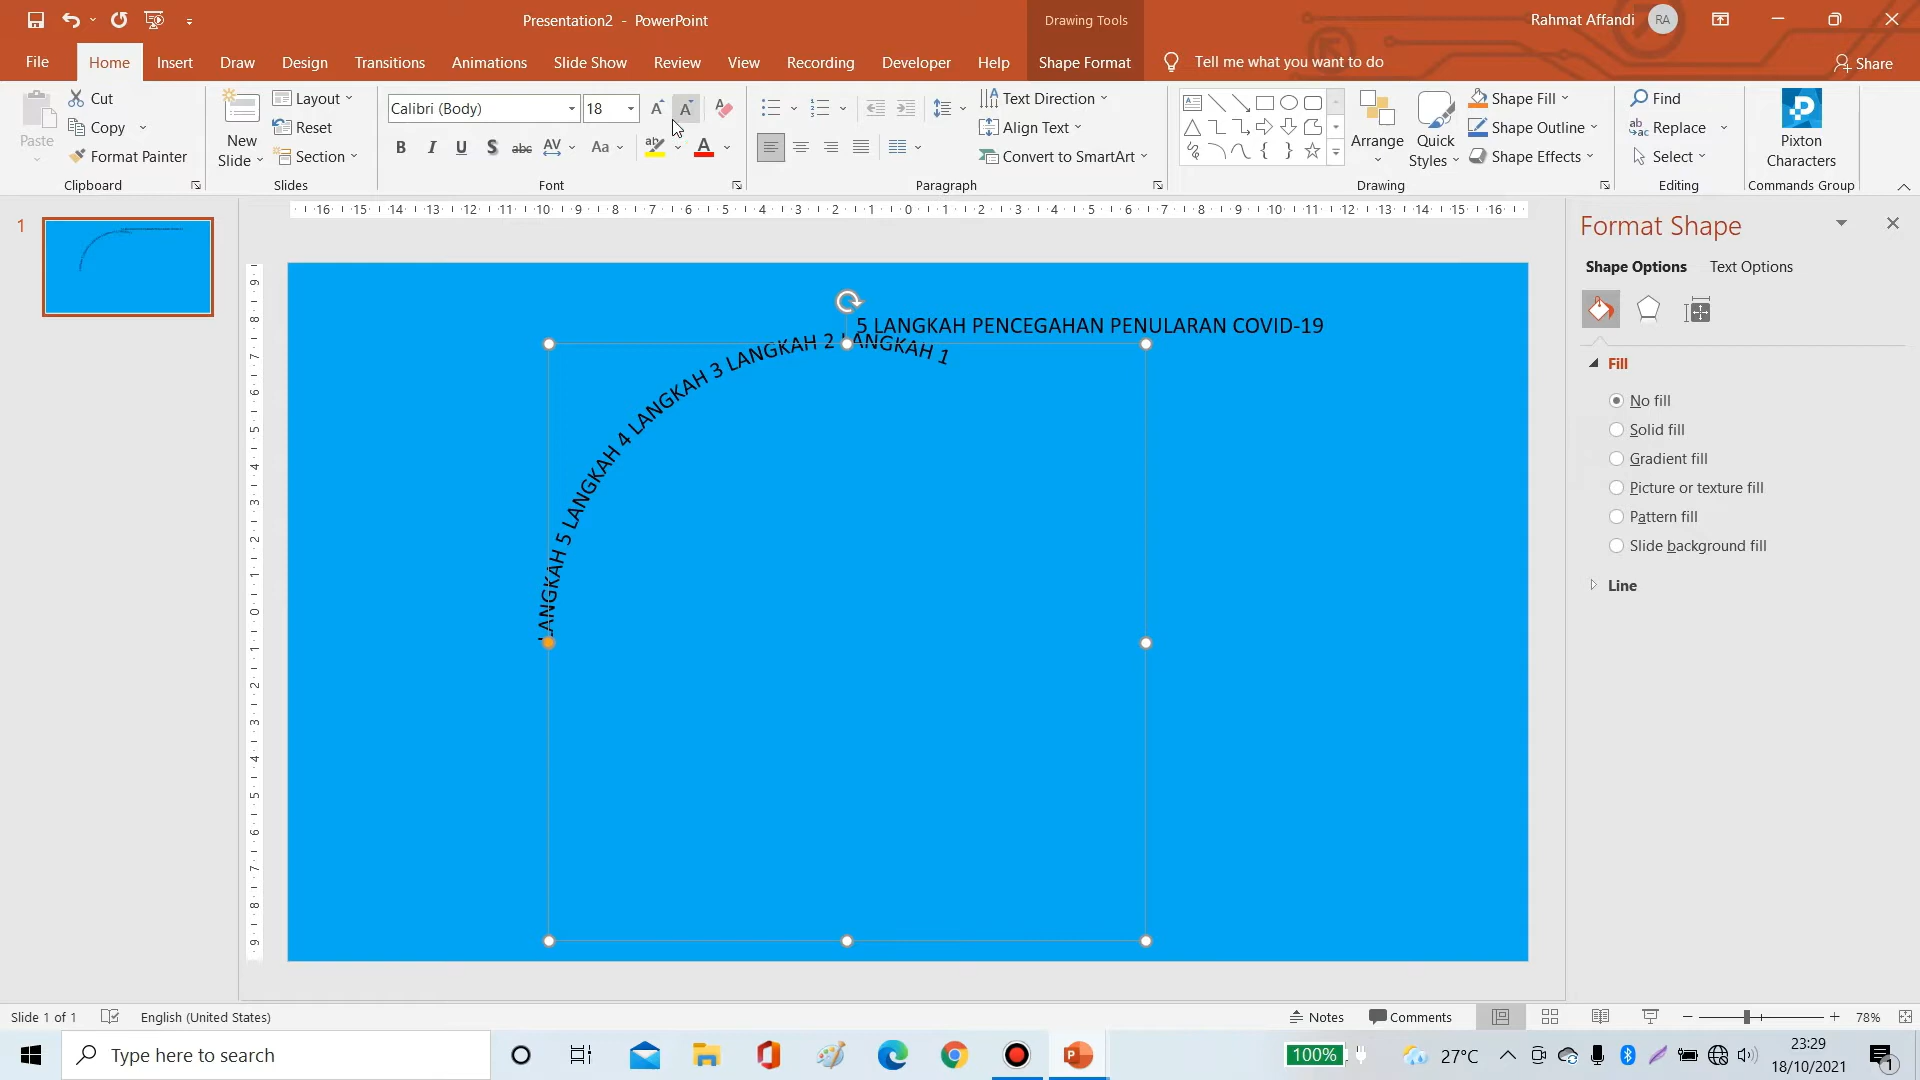 Presentation2 - PowerPoint
Drawing Tools
Rahmat Affandi
RA
File
Home
Insert
Draw
Design
Transitions
Animations
Slide Show
Review
View
Recording
Developer
Help
Shape Format
Tell me what you want to do
Share
Paste
Cut
Copy
Format Painter
Clipboard
New
Slide
Layout
Reset
Section
Slides
Calibri (Body)
18
Font
Paragraph
Text Direction
Align Text
Convert to SmartArt
Arrange
Quick
Styles
Shape Fill
Shape Outline
Shape Effects
Drawing
Find
Replace
Select
Editing
Pixton
Characters
Commands Group
1
5 LANGKAH PENCEGAHAN PENULARAN COVID-19
LANGKAH 5 LANGKAH 4 LANGKAH 3 LANGKAH 2 LANGKAH 1
Format Shape
Shape Options
Text Options
Fill
No fill
Solid fill
Gradient fill
Picture or texture fill
Pattern fill
Slide background fill
Line
Slide 1 of 1
English (United States)
Notes
Comments
78%
Type here to search
100%
27°C
23:29
18/10/2021
1